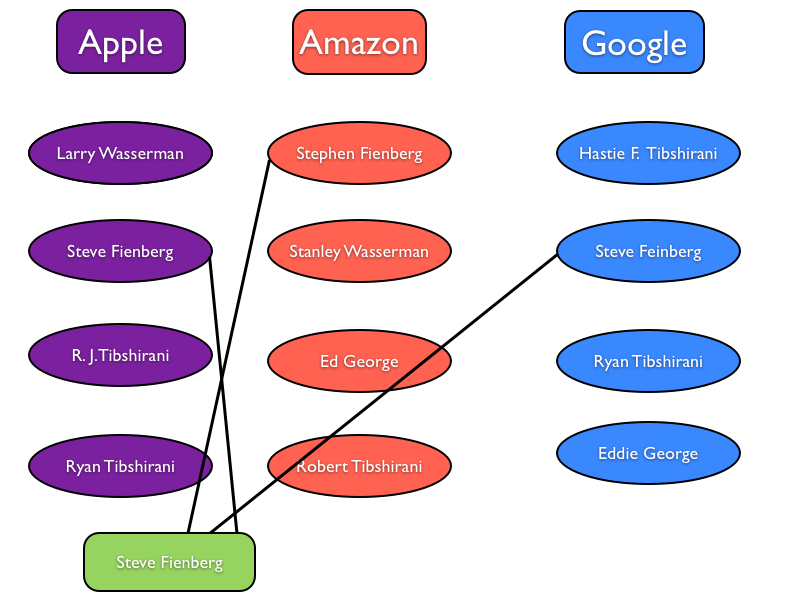 Apple
Amazon
Google
Larry Wasserman
Stephen Fienberg
Hastie F. Tibshirani
Steve Fienberg
Stanley Wasserman
Steve Feinberg
R. J. Tibshirani
Ed George
Ryan Tibshirani
Ryan Tibshirani
Robert Tibshirani
Eddie George
Steve Fienberg